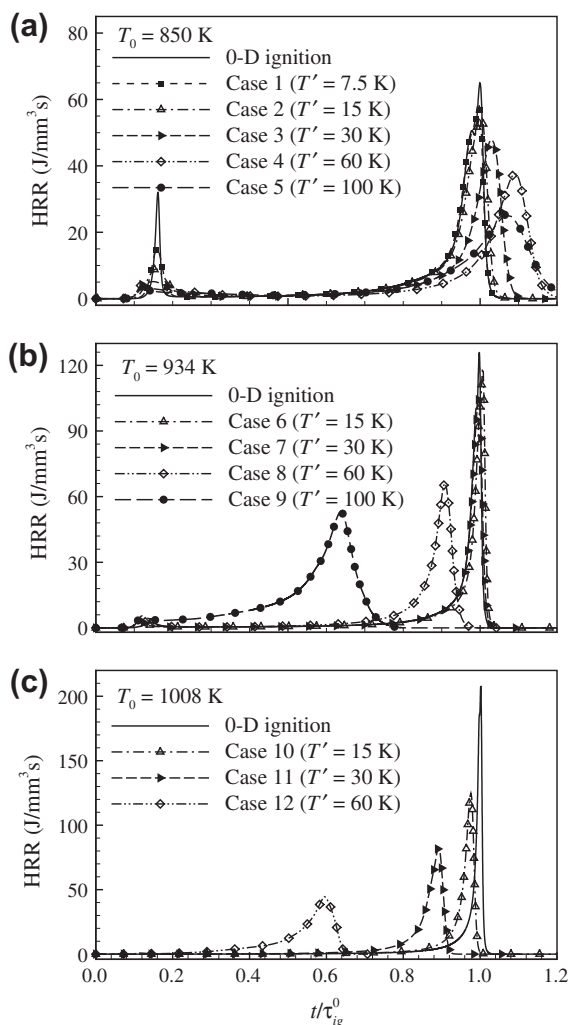 (a)
T₀ = 850 K
0-D ignition
Case 1 (T′ = 7.5 K)
Case 2 (T′ = 15 K)
Case 3 (T′ = 30 K)
Case 4 (T′ = 60 K)
Case 5 (T′ = 100 K)
HRR (J/mm³s)
80
60
40
20
0
(b)
T₀ = 934 K
0-D ignition
Case 6 (T′ = 15 K)
Case 7 (T′ = 30 K)
Case 8 (T′ = 60 K)
Case 9 (T′ = 100 K)
HRR (J/mm³s)
120
90
60
30
0
(c)
T₀ = 1008 K
0-D ignition
Case 10 (T′ = 15 K)
Case 11 (T′ = 30 K)
Case 12 (T′ = 60 K)
HRR (J/mm³s)
200
150
100
50
0
0.0 0.2 0.4 0.6 0.8 1.0 1.2
t/τ⁰ig